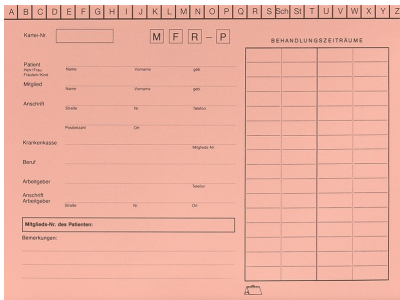 A B C D E F G H I J K L M N O P Q R S Sch St T U V W X Y Z
Kartei-Nr.
M F R – P
BEHANDLUNGSZEITRÄUME
Patient
Herr/Frau,
Fräulein/Kind
Name Vorname geb.
Mitglied
Name Vorname geb.
Anschrift
Straße Nr. Telefon
Postleitzahl Ort
Krankenkasse
Mitglieds-Nr.
Beruf
Arbeitgeber
Telefon
Anschrift
Arbeitgeber
Straße Nr. Ort
Mitglieds-Nr. des Patienten:
Bemerkungen: